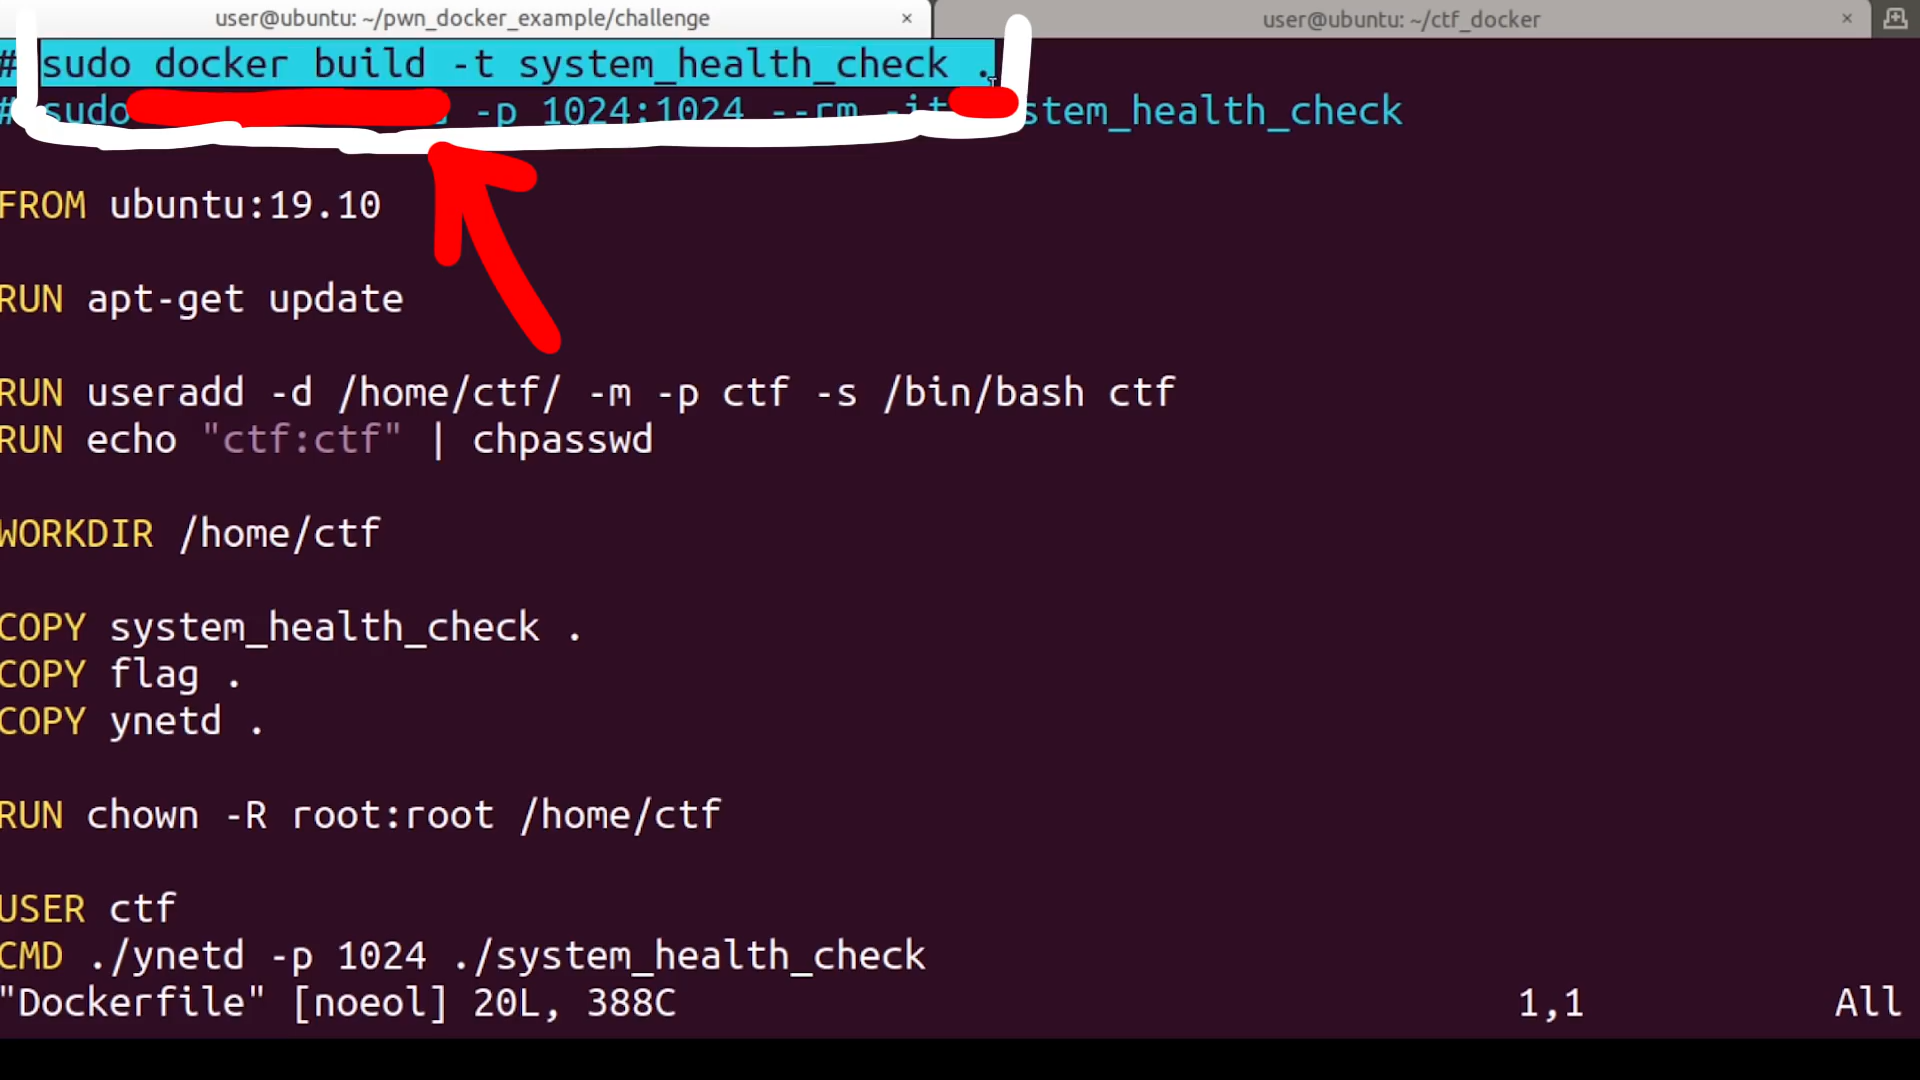 user@ubuntu: ~/pwn_docker_example/challenge × user@ubuntu: ~/ctf_docker ×
# sudo docker build -t system_health_check .
# sudo -p 1024:1024 --rm -it stem_health_check
FROM ubuntu:19.10
RUN apt-get update
RUN useradd -d /home/ctf/ -m -p ctf -s /bin/bash ctf
RUN echo "ctf:ctf" | chpasswd
WORKDIR /home/ctf
COPY system_health_check .
COPY flag .
COPY ynetd .
RUN chown -R root:root /home/ctf
USER ctf
CMD ./ynetd -p 1024 ./system_health_check
"Dockerfile" [noeol] 20L, 388C 1,1 All